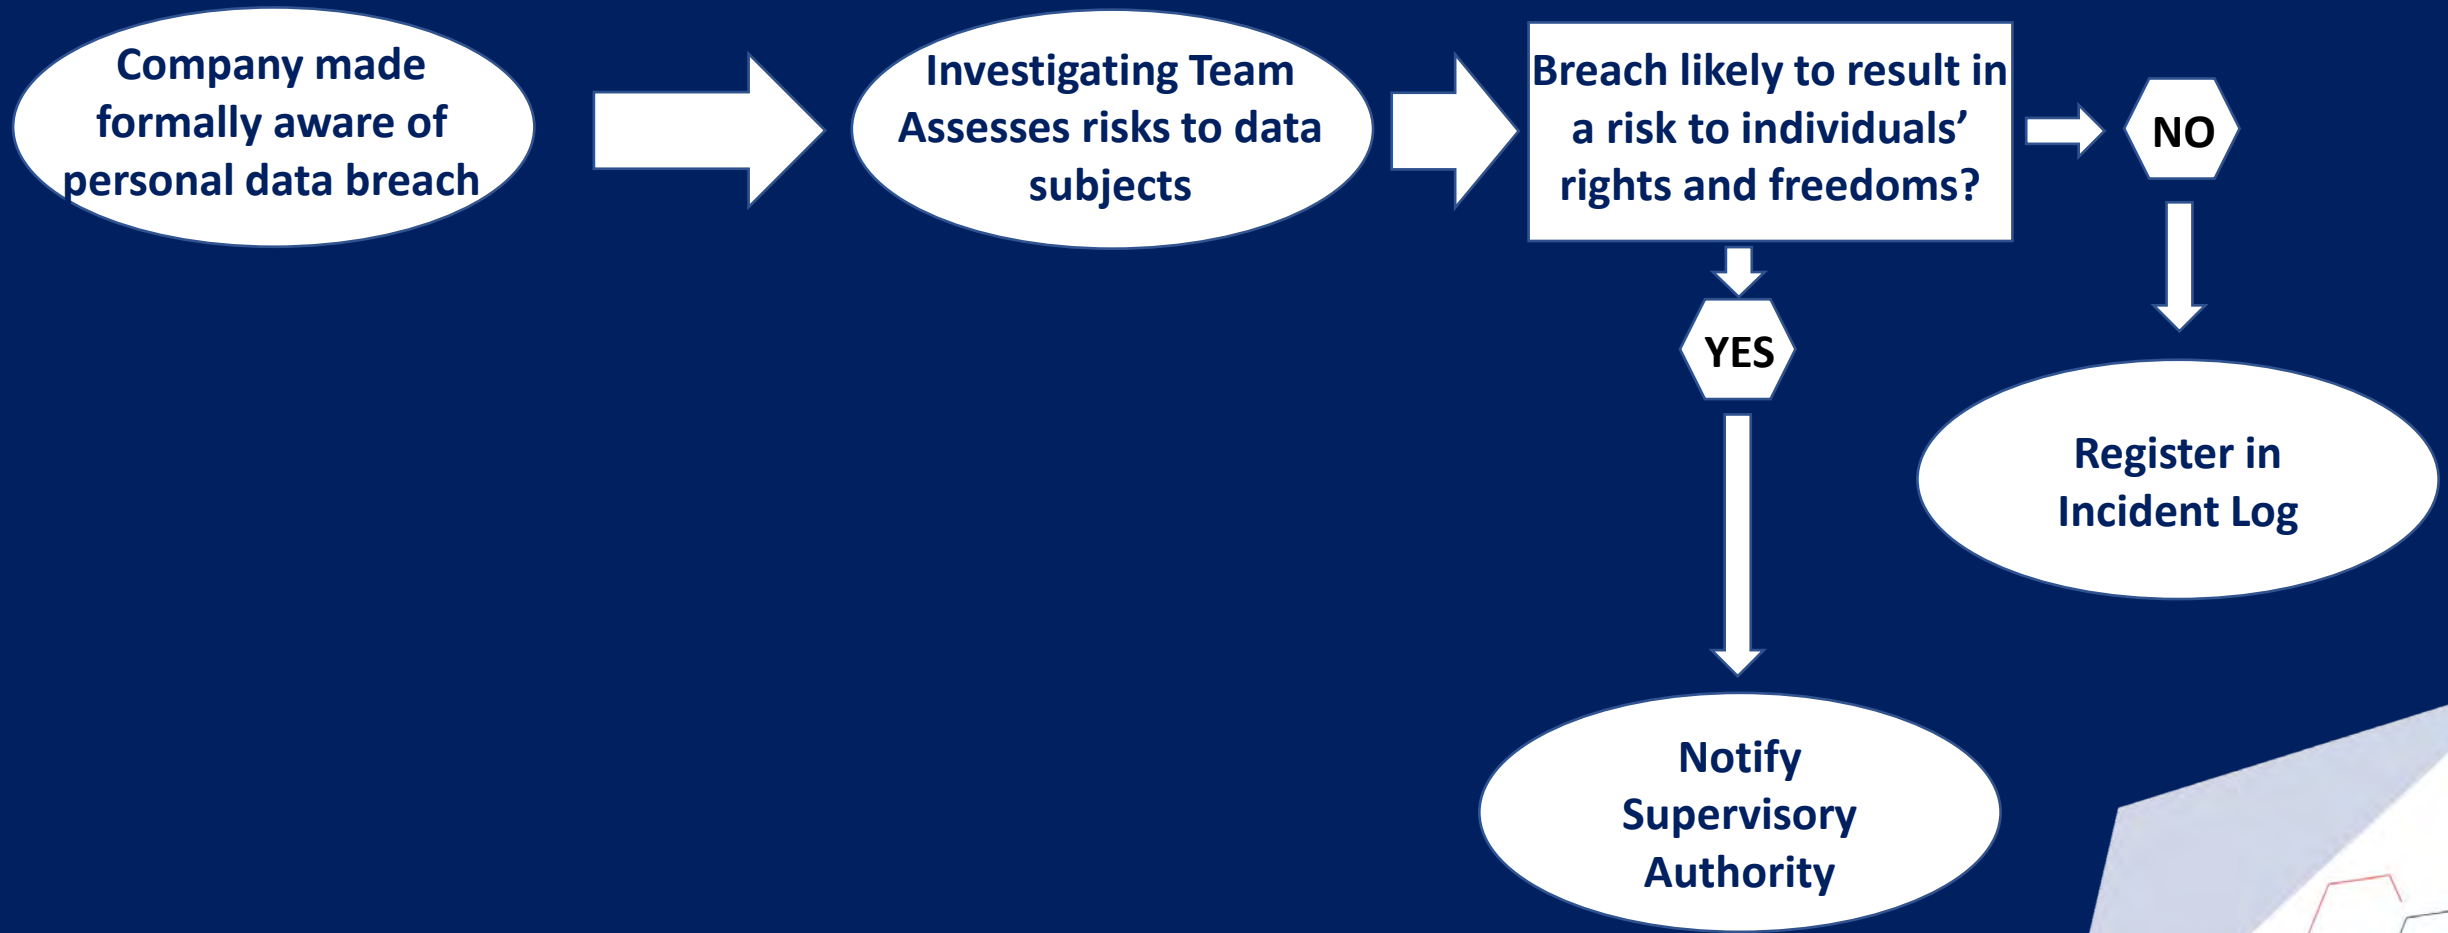 Company made
formally aware of
personal data breach
Investigating Team
Assesses risks to data
subjects
Breach likely to result in
a risk to individuals’
rights and freedoms?
NO
YES
Register in
Incident Log
Notify
Supervisory
Authority